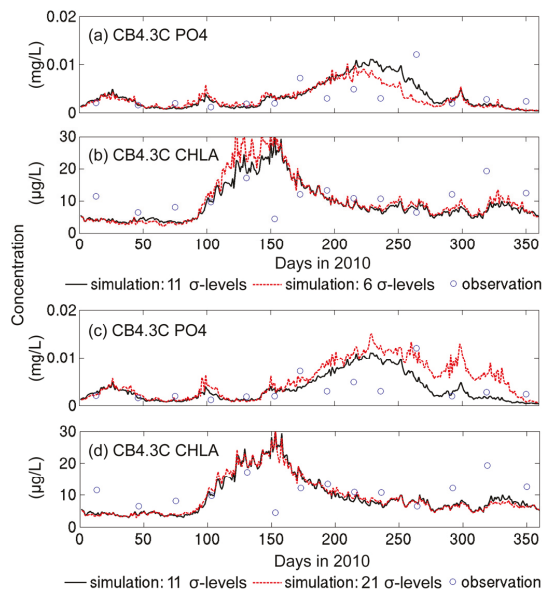 0.02
(a) CB4.3C PO4
0.01
(mg/L)
0
30
(b) CB4.3C CHLA
20
(μg/L)
10
0
0 50 100 150 200 250 300 350
Days in 2010
simulation: 11 σ-levels simulation: 6 σ-levels observation
Concentration
0.02
(c) CB4.3C PO4
0.01
(mg/L)
0
30
(d) CB4.3C CHLA
20
(μg/L)
10
0
0 50 100 150 200 250 300 350
Days in 2010
simulation: 11 σ-levels simulation: 21 σ-levels observation